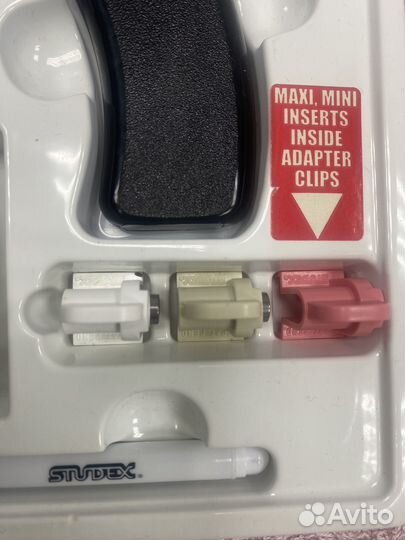 MAXI, MINI
INSERTS
INSIDE
ADAPTER
CLIPS
STUDEX®
Avito